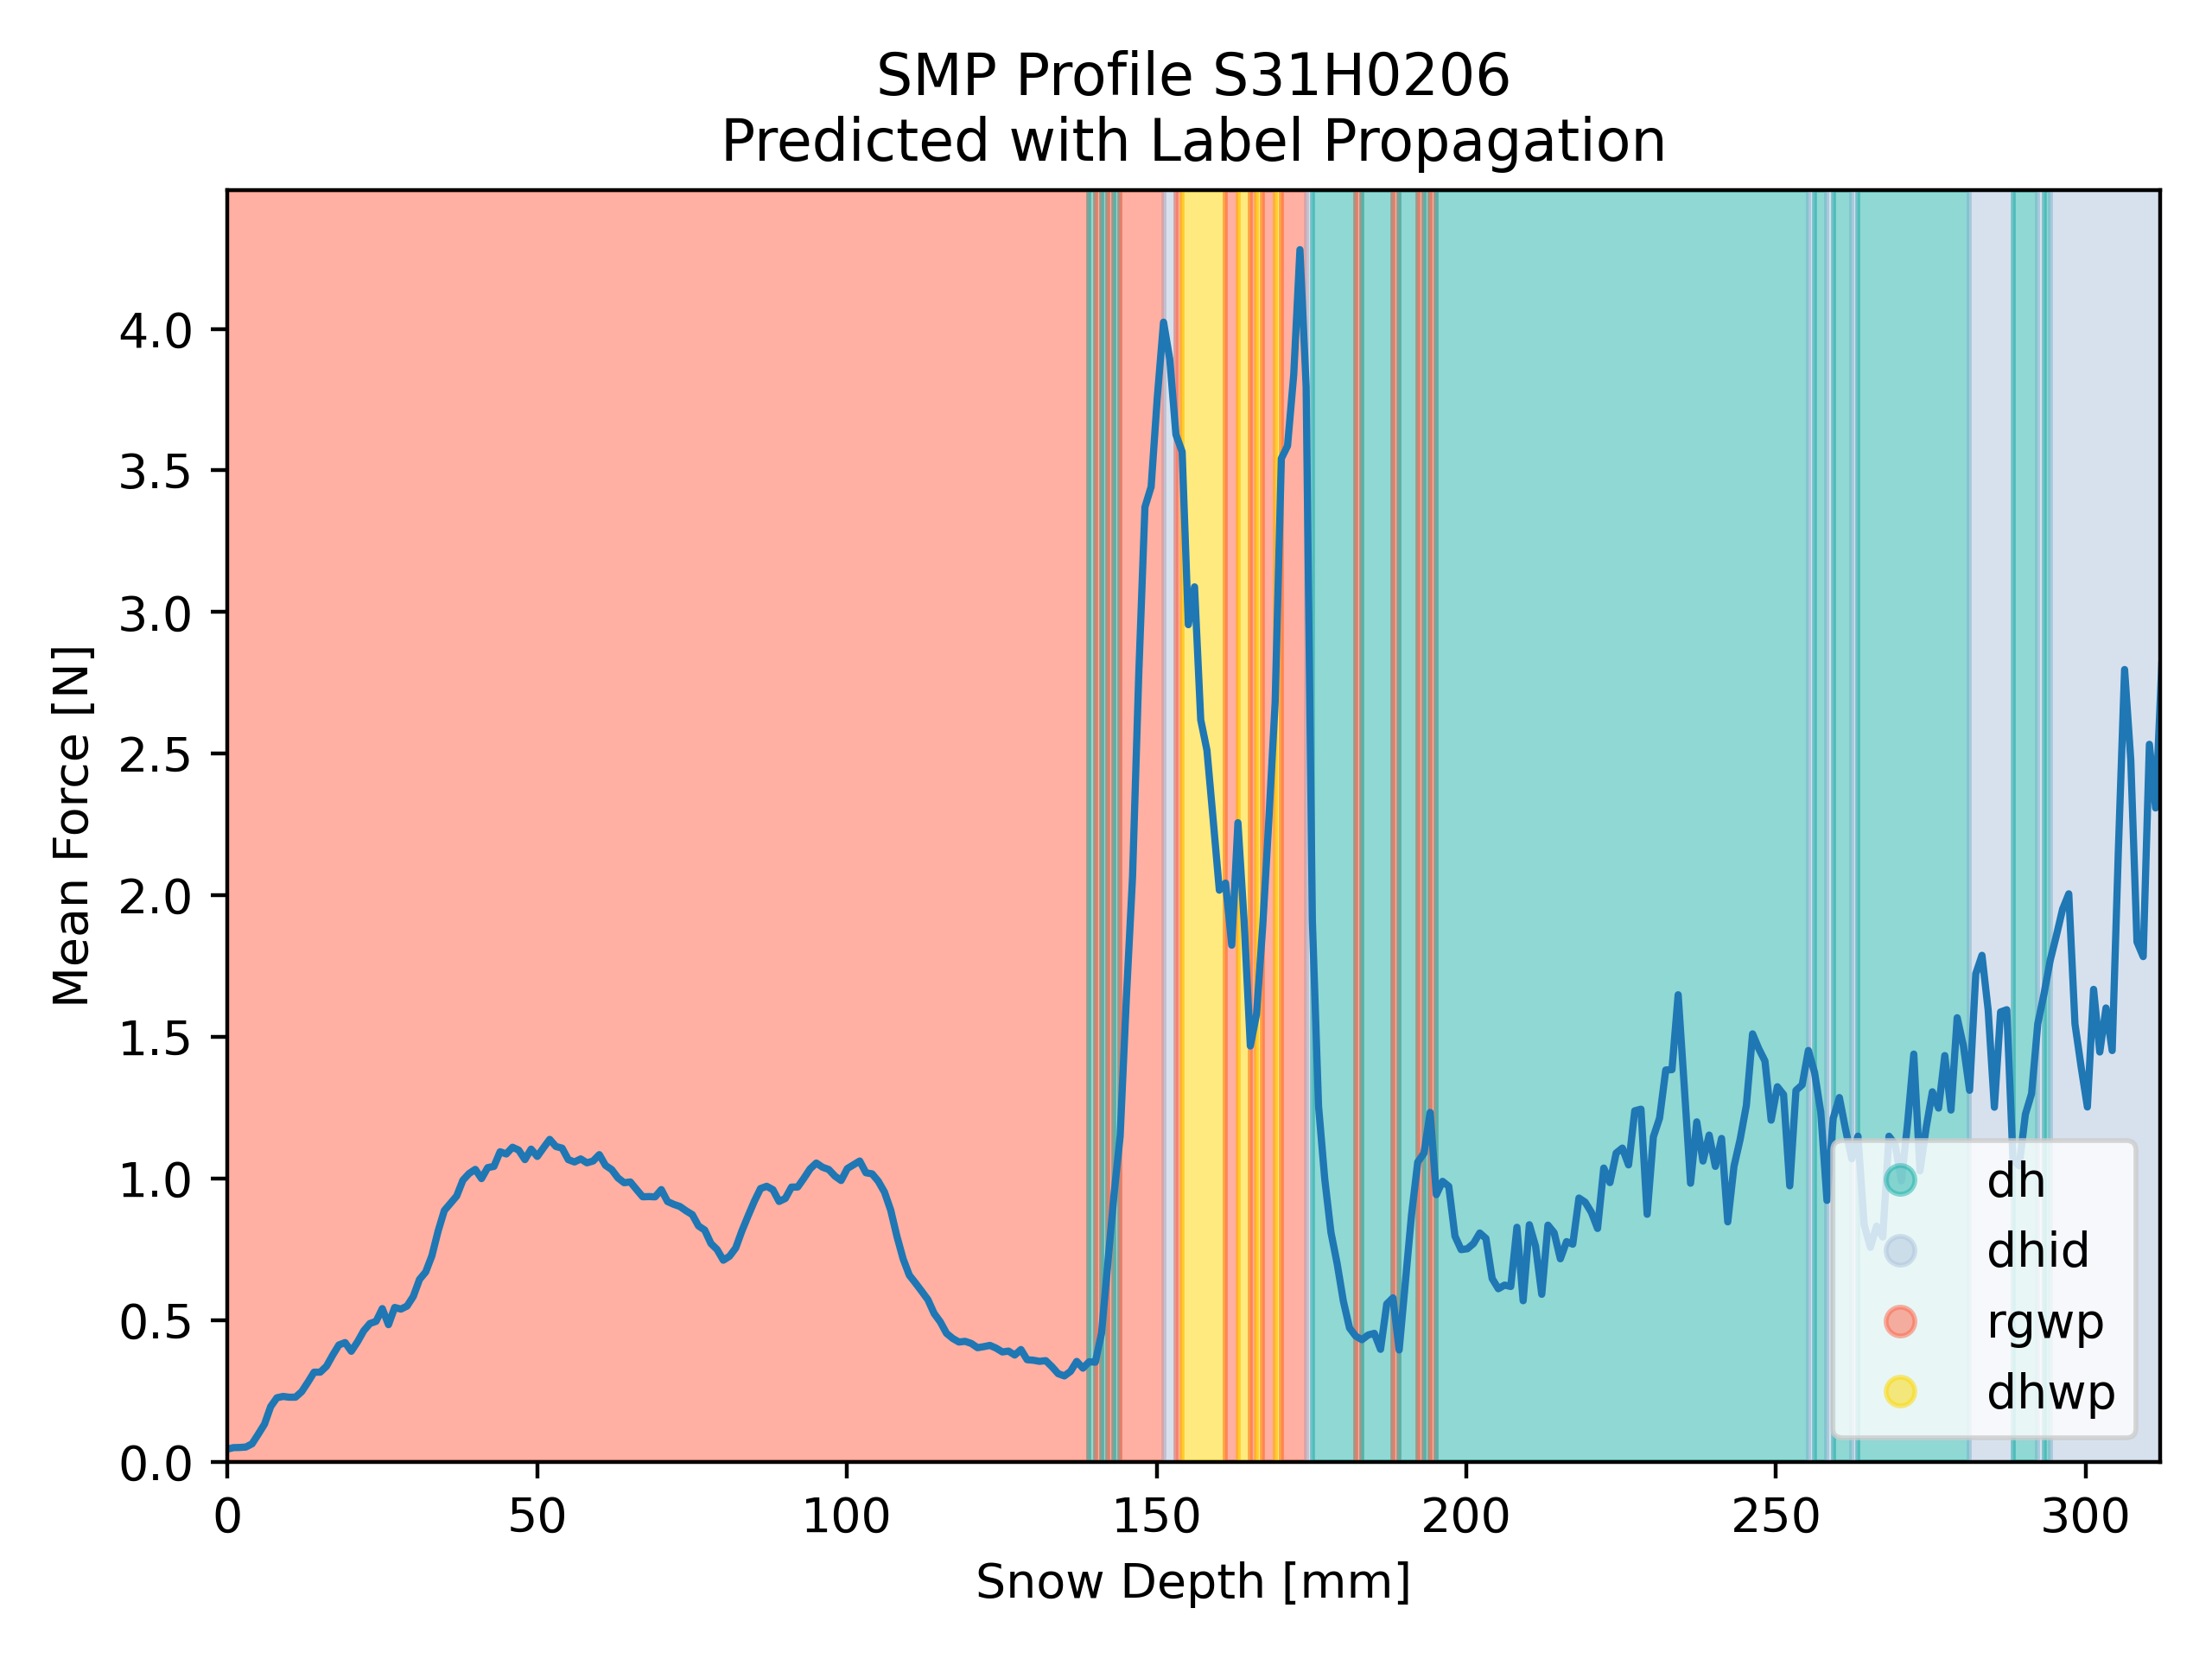 SMP Profile S31H0206
Predicted with Label Propagation
Mean Force [N]
4.0
3.5
3.0
2.5
2.0
1.5
1.0
0.5
0.0
dh
dhid
rgwp
dhwp
0 50 100 150 200 250 300
Snow Depth [mm]